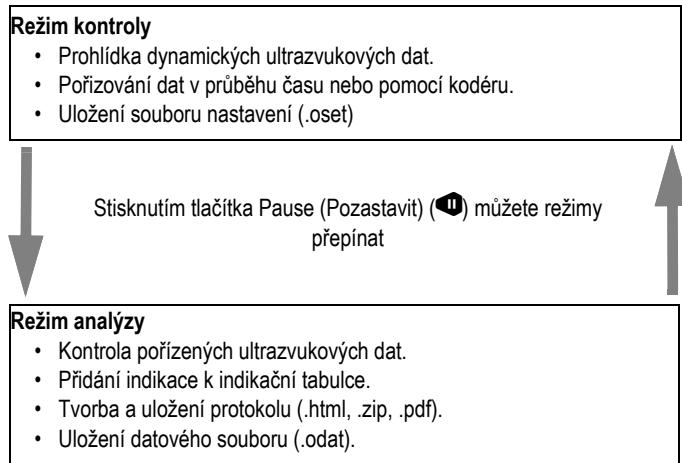 Režim kontroly
• Prohlídka dynamických ultrazvukových dat.
• Pořizování dat v průběhu času nebo pomocí kodéru.
• Uložení souboru nastavení (.oset)
Stisknutím tlačítka Pause (Pozastavit) () můžete režimy
přepínat
Režim analýzy
• Kontrola pořízených ultrazvukových dat.
• Přidání indikace k indikační tabulce.
• Tvorba a uložení protokolu (.html, .zip, .pdf).
• Uložení datového souboru (.odat).